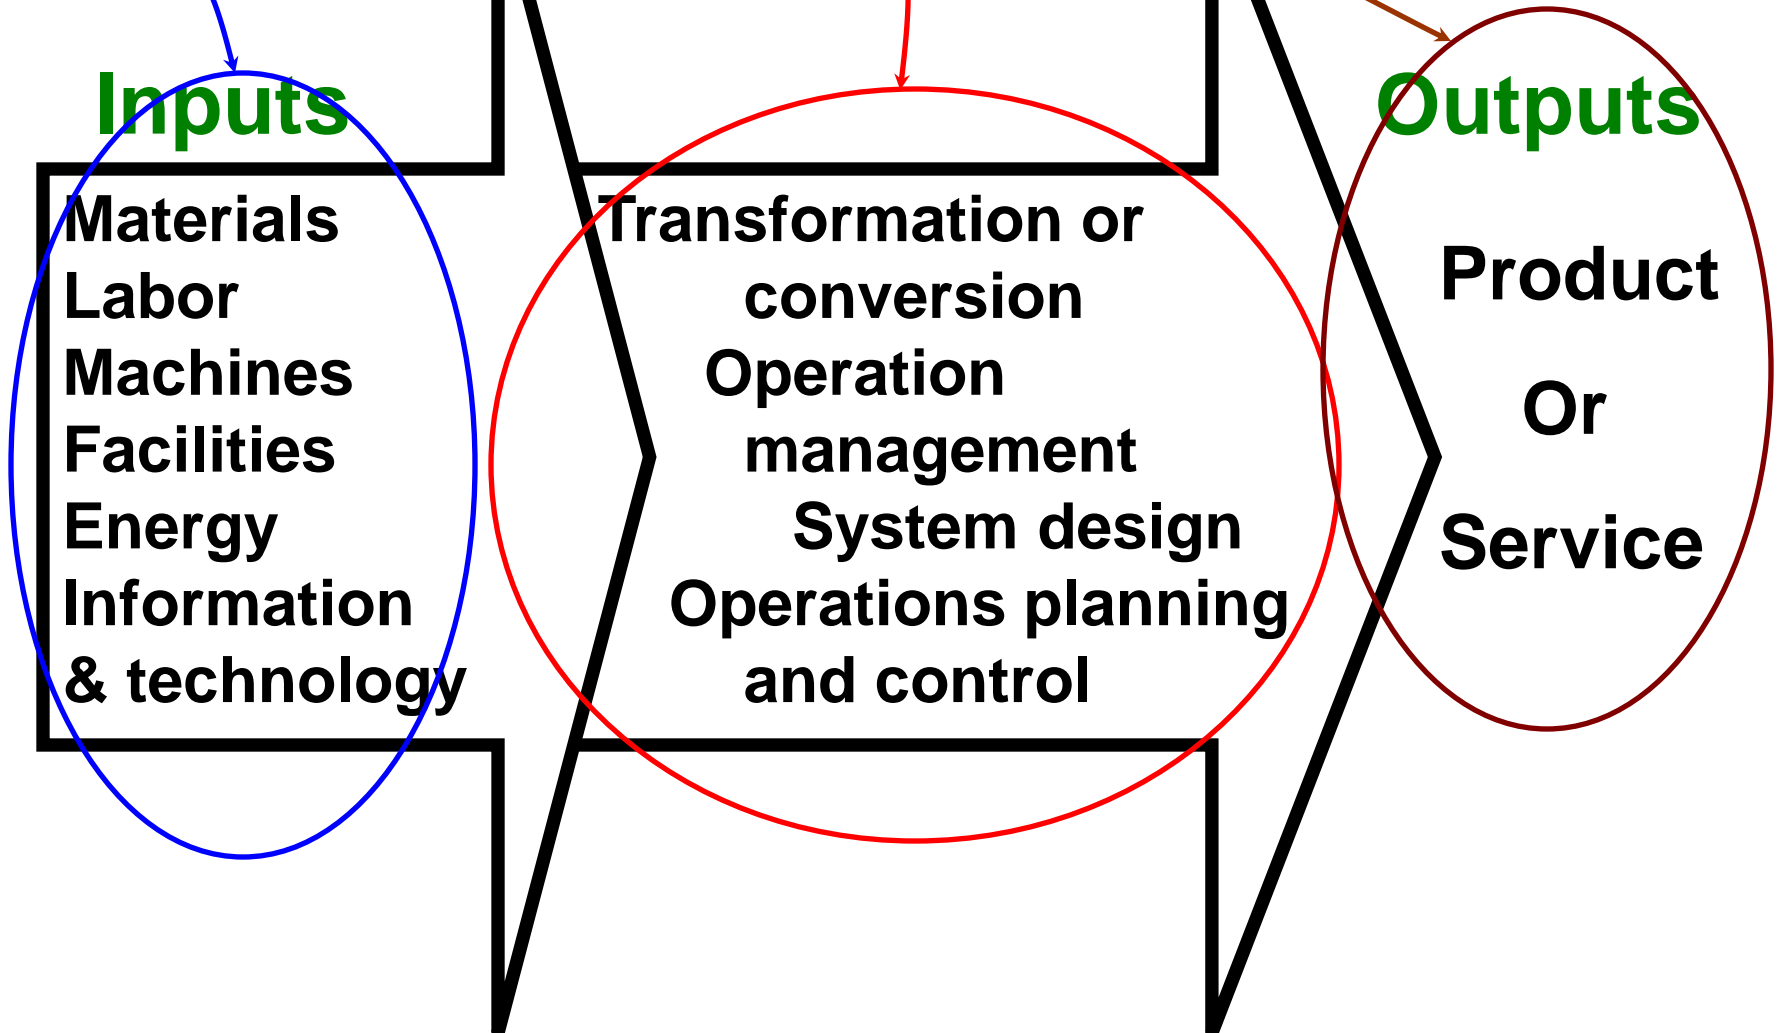 Inputs
Materials
Labor
Machines
Facilities
Energy
Information
& technology
Transformation or
conversion
Operation
management
System design
Operations planning
and control
Outputs
Product
Or
Service